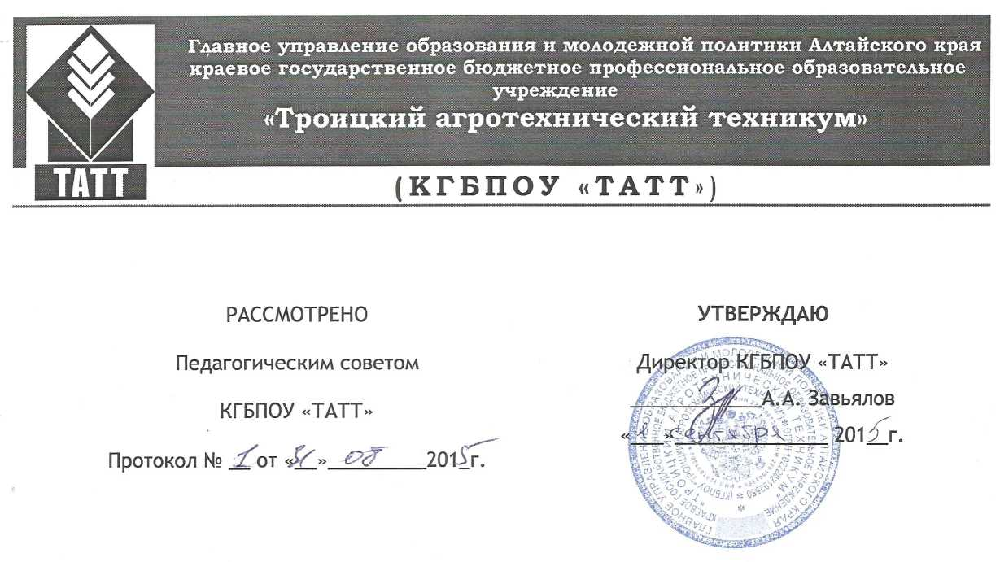 Главное управление образования и молодежной политики Алтайского края
краевое государственное бюджетное профессиональное образовательное
учреждение
«Троицкий агротехнический техникум»
ТАТТ
(КГБПОУ «ТАТТ»)
РАССМОТРЕНО
Педагогическим советом
КГБПОУ «ТАТТ»
Протокол № 1 от «31» 08 2015г.
УТВЕРЖДАЮ
Директор КГБПОУ «ТАТТ»
А.А. Завьялов
«1» сентября 2015г.